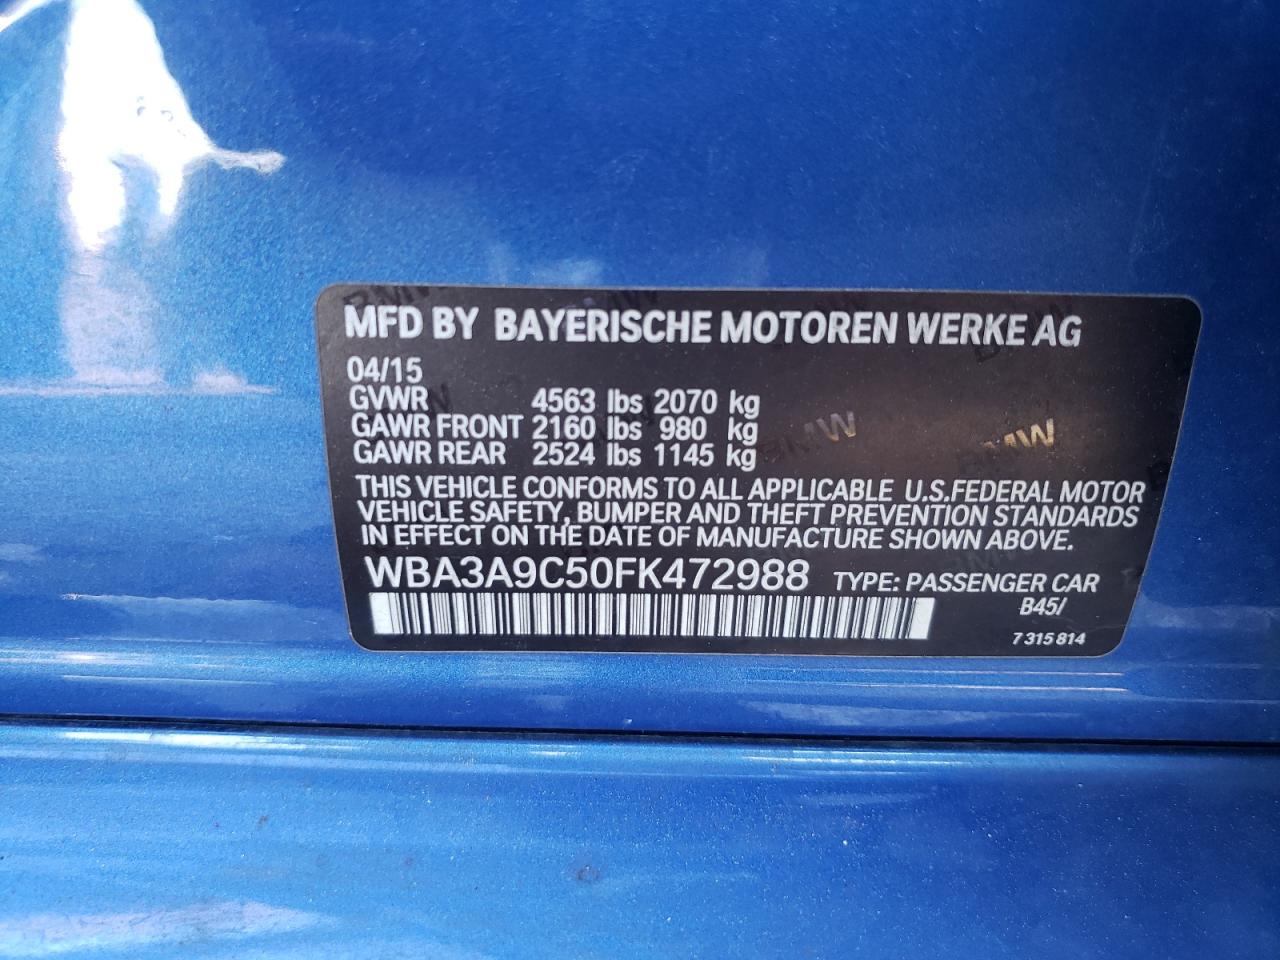 MFD BY BAYERISCHE MOTOREN WERKE AG
04/15
GVWR 4563 lbs 2070 kg
GAWR FRONT 2160 lbs 980 kg
GAWR REAR 2524 lbs 1145 kg
THIS VEHICLE CONFORMS TO ALL APPLICABLE U.S.FEDERAL MOTOR
VEHICLE SAFETY, BUMPER AND THEFT PREVENTION STANDARDS
IN EFFECT ON THE DATE OF MANUFACTURE SHOWN ABOVE.
WBA3A9C50FK472988 TYPE: PASSENGER CAR
B45/
7 315 814